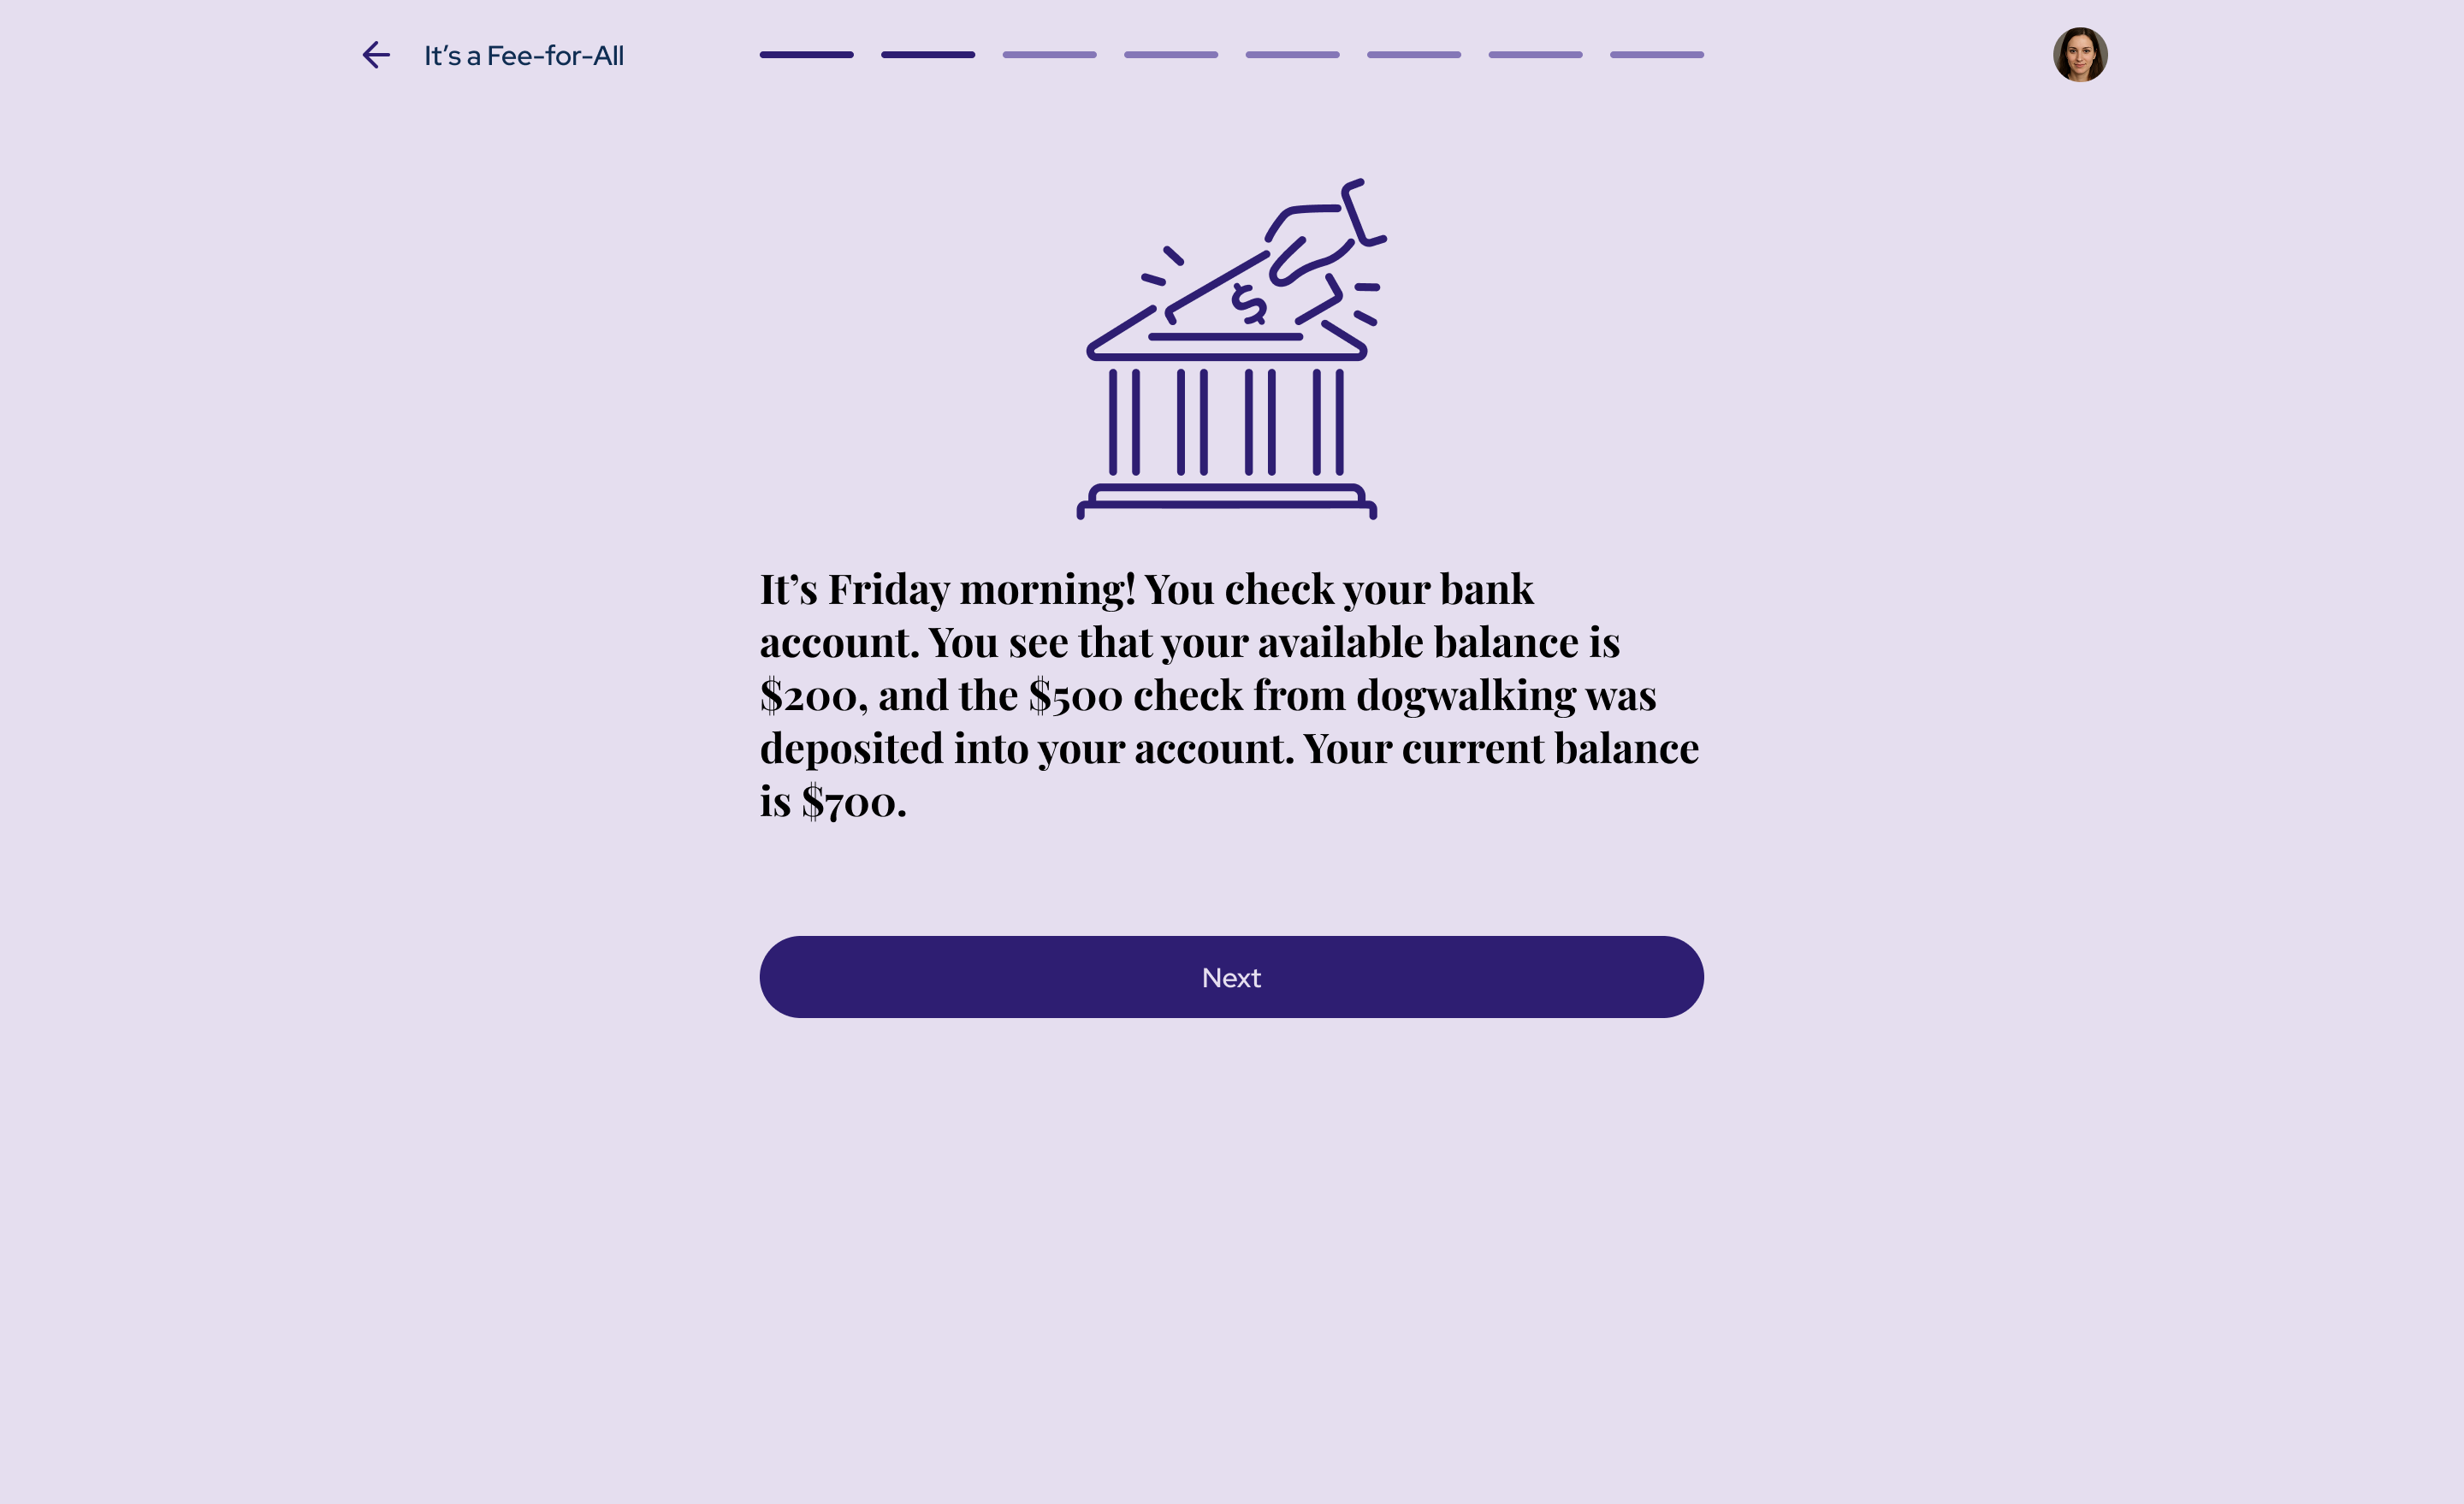 It’s a Fee-for-All
$
It’s Friday morning! You check your bank
account. You see that your available balance is
$200, and the $500 check from dogwalking was
deposited into your account. Your current balance
is $700.
Next